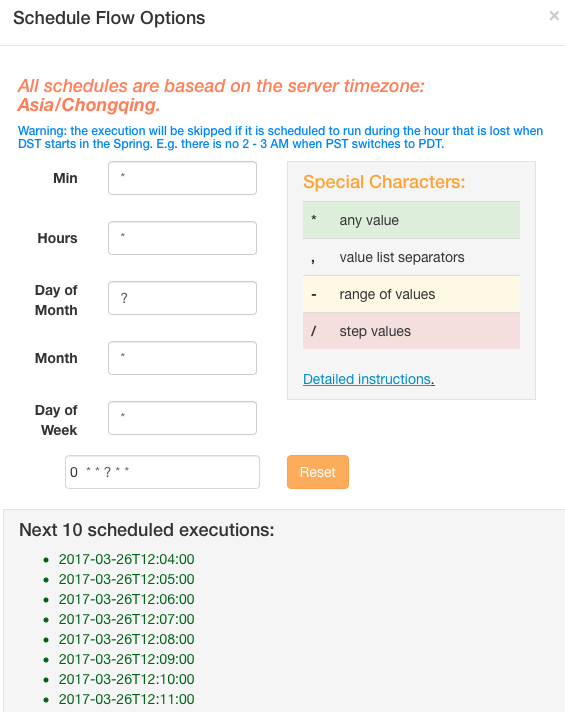 Schedule Flow Options
×
All schedules are basead on the server timezone:
Asia/Chongqing.
Warning: the execution will be skipped if it is scheduled to run during the hour that is lost when
DST starts in the Spring. E.g. there is no 2 - 3 AM when PST switches to PDT.
Min
*
Hours
*
Day of
Month
?
Month
*
Day of
Week
*
Special Characters:
* any value
, value list separators
- range of values
/ step values
Detailed instructions.
0 * * ? * *
Reset
Next 10 scheduled executions:
• 2017-03-26T12:04:00
• 2017-03-26T12:05:00
• 2017-03-26T12:06:00
• 2017-03-26T12:07:00
• 2017-03-26T12:08:00
• 2017-03-26T12:09:00
• 2017-03-26T12:10:00
• 2017-03-26T12:11:00